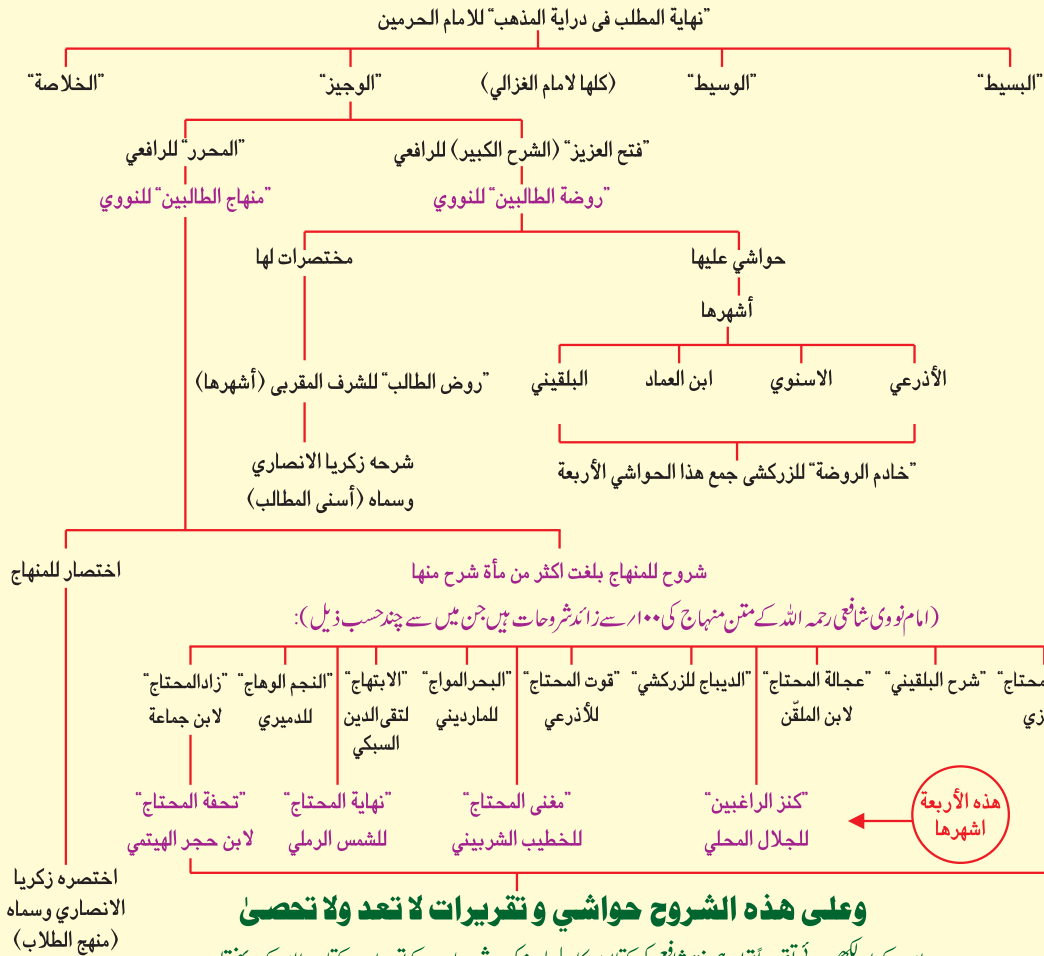 ”نهاية المطلب فى دراية المذهب“ للامام الحرمين
”البسيط“ ”الوسيط“ (كلها لامام الغزالي) ”الوجيز“ ”الخلاصة“
”فتح العزيز“ (الشرح الكبير) للرافعي ”المحرر“ للرافعي
”روضة الطالبين“ للنووي ”منهاج الطالبين“ للنووي
حواشي عليها مختصرات لها
أشهرها
الأذرعي الاسنوي ابن العماد البلقيني ”روض الطالب“ للشرف المقربى (أشهرها)
”خادم الروضة“ للزركشى جمع هذا الحواشي الأربعة
شرحه زكريا الانصاري
وسماه (أسنى المطالب)
شروح للمنهاج بلغت اكثر من مأة شرح منها اختصار للمنهاج
(امام نووی شافعی رحمہ اللہ کے متن منہاج کی ۱۰۰؍ سے زائد شروحات ہیں جن میں سے چند حسب ذیل):
محتاج“ ”شرح البلقيني“ ”عجالة المحتاج“ ”الديباج للزركشي“ ”قوت المحتاج“ ”البحرالمواج“ ”الابتهاج“ ”النجم الوهاج“ ”زادالمحتاج“
زي لابن الملقّن للأذرعي للمارديني لتقى الدين للدميري لابن جماعة
السبكي
هذه الأربعة
اشهرها
”كنز الراغبين“ ”مغنى المحتاج“ ”نهاية المحتاج“ ”تحفة المحتاج“
للجلال المحلي للخطيب الشربيني للشمس الرملي لابن حجر الهيتمي
اختصره زكريا
الانصاري وسماه
(منهج الطلاب)
وعلى هذه الشروح حواشي و تقريرات لا تعد ولا تحصىٰ